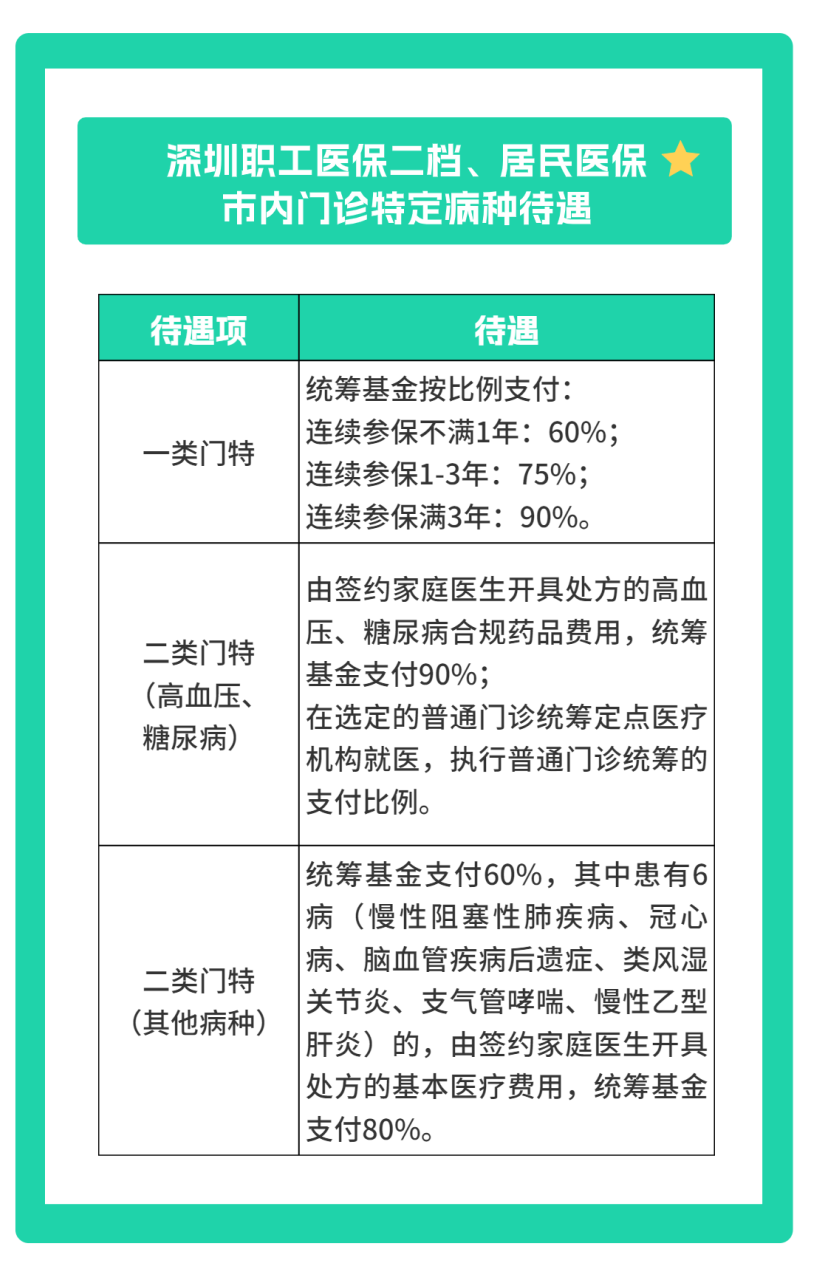 深圳职工医保二档、居民医保
市内门诊特定病种待遇
待遇项
待遇
一类门特
统筹基金按比例支付：
连续参保不满1年：60%；
连续参保1-3年：75%；
连续参保满3年：90%。
二类门特
（高血压、
糖尿病）
由签约家庭医生开具处方的高血
压、糖尿病合规药品费用，统筹
基金支付90%；
在选定的普通门诊统筹定点医疗
机构就医，执行普通门诊统筹的
支付比例。
二类门特
（其他病种）
统筹基金支付60%，其中患有6
病（慢性阻塞性肺疾病、冠心
病、脑血管疾病后遗症、类风湿
关节炎、支气管哮喘、慢性乙型
肝炎）的，由签约家庭医生开具
处方的基本医疗费用，统筹基金
支付80%。